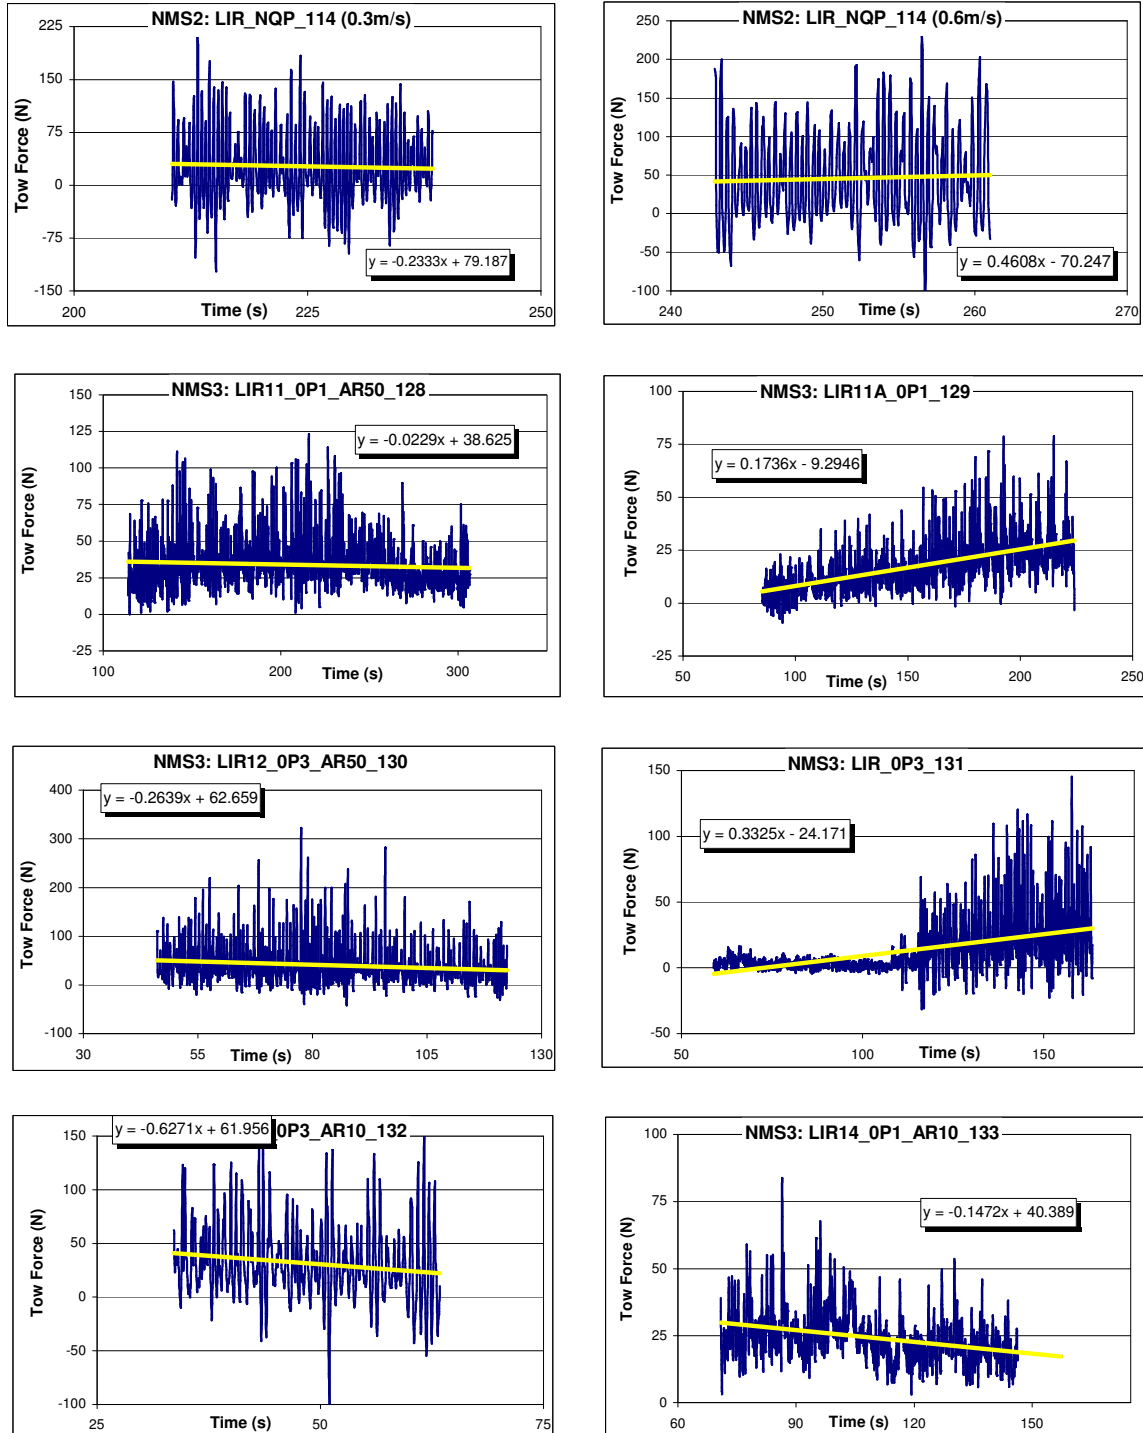 NMS2: LIR_NQP_114 (0.3m/s)
225
150
75
0
-75
-150
Tow Force (N)
y = -0.2333x + 79.187
200
225
250
Time (s)
NMS2: LIR_NQP_114 (0.6m/s)
250
200
150
100
50
0
-50
-100
Tow Force (N)
y = 0.4608x - 70.247
240
250
260
270
Time (s)
NMS3: LIR11_0P1_AR50_128
150
125
100
75
50
25
0
-25
Tow Force (N)
y = -0.0229x + 38.625
100
200
300
Time (s)
NMS3: LIR11A_0P1_129
100
75
50
25
0
-25
Tow Force (N)
y = 0.1736x - 9.2946
50
100
150
200
250
Time (s)
NMS3: LIR12_0P3_AR50_130
400
300
200
100
0
-100
Tow Force (N)
y = -0.2639x + 62.659
30
55
80
105
130
Time (s)
NMS3: LIR_0P3_131
150
100
50
0
-50
Tow Force (N)
y = 0.3325x - 24.171
50
100
150
Time (s)
y = -0.6271x + 61.956
0P3_AR10_132
150
100
50
0
-50
-100
Tow Force (N)
25
50
75
Time (s)
NMS3: LIR14_0P1_AR10_133
100
75
50
25
0
Tow Force (N)
y = -0.1472x + 40.389
60
90
120
150
Time (s)